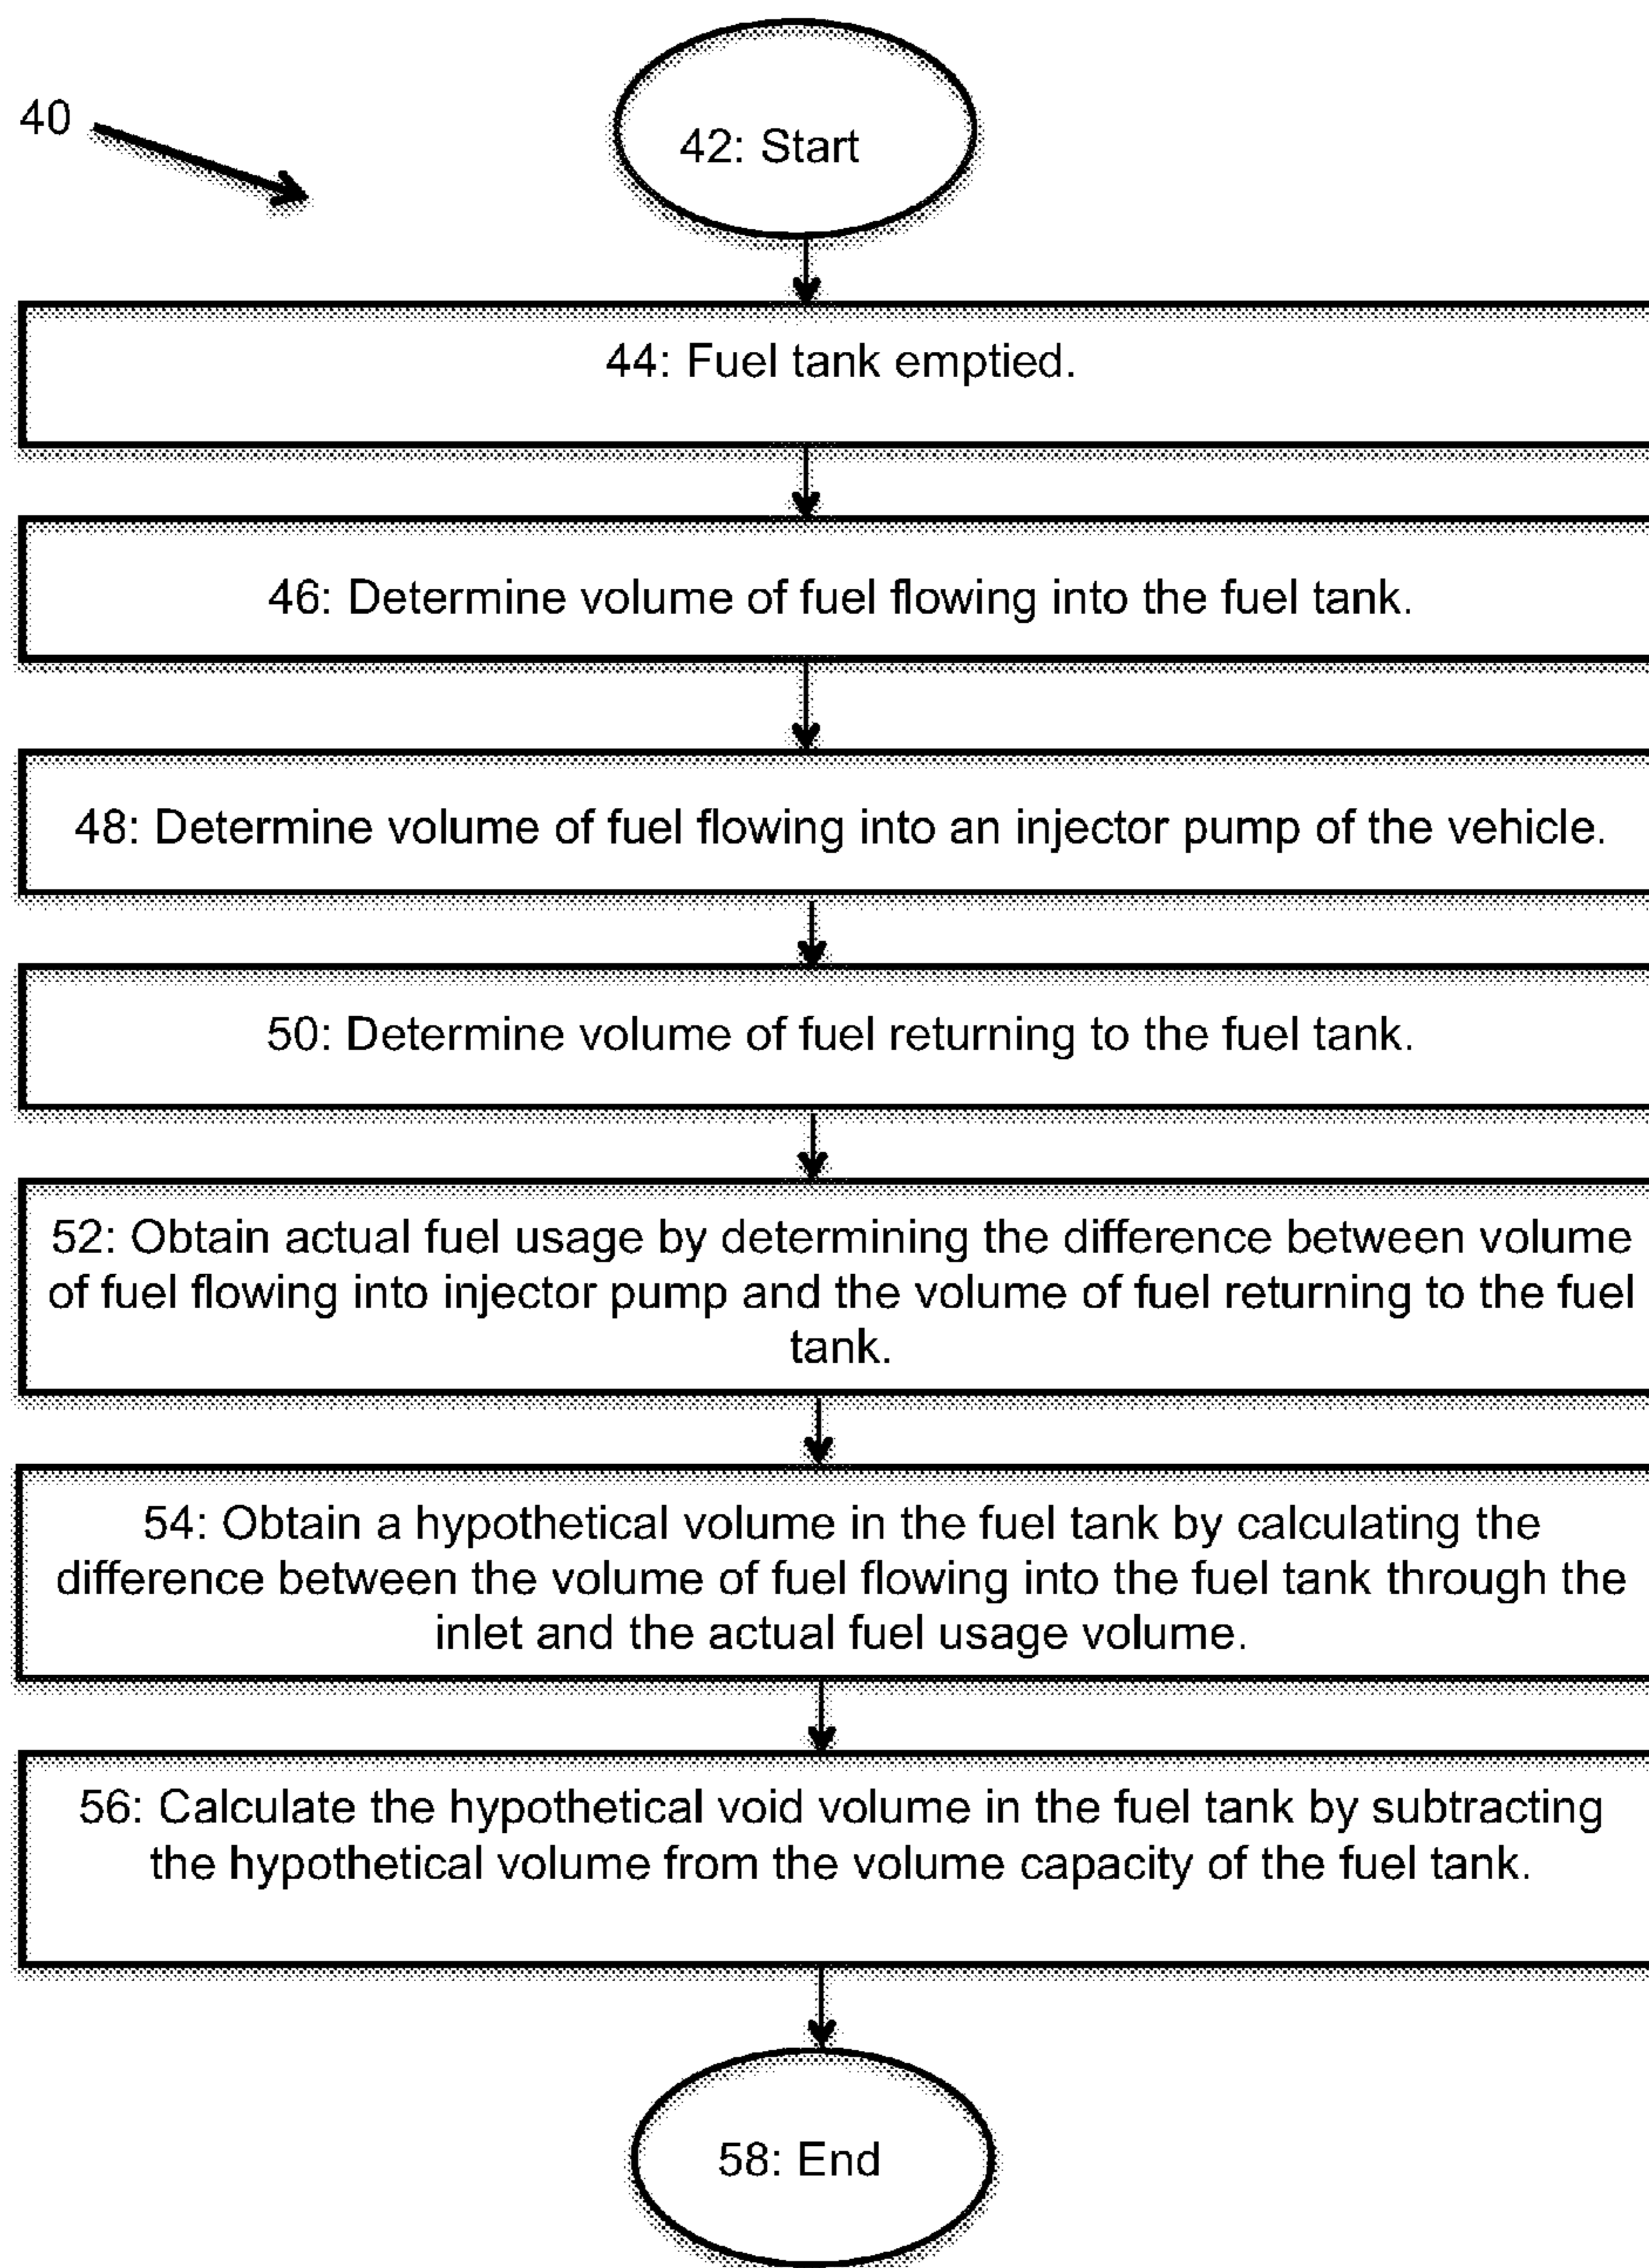 40
42: Start
44: Fuel tank emptied.
46: Determine volume of fuel flowing into the fuel tank.
48: Determine volume of fuel flowing into an injector pump of the vehicle.
50: Determine volume of fuel returning to the fuel tank.
52: Obtain actual fuel usage by determining the difference between volume
of fuel flowing into injector pump and the volume of fuel returning to the fuel
tank.
54: Obtain a hypothetical volume in the fuel tank by calculating the
difference between the volume of fuel flowing into the fuel tank through the
inlet and the actual fuel usage volume.
56: Calculate the hypothetical void volume in the fuel tank by subtracting
the hypothetical volume from the volume capacity of the fuel tank.
58: End